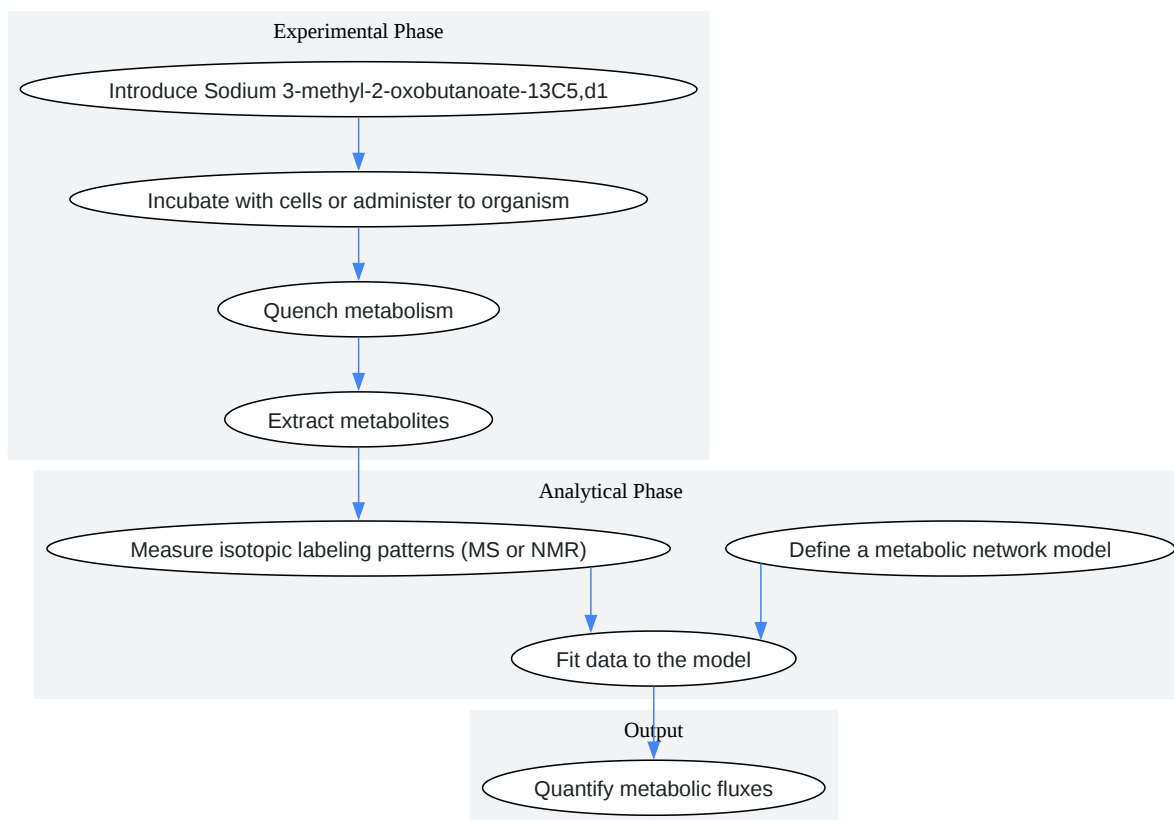 Experimental Phase
Introduce Sodium 3-methyl-2-oxobutanoate-13C5,d1
Incubate with cells or administer to organism
Quench metabolism
Extract metabolites
Analytical Phase
Measure isotopic labeling patterns (MS or NMR)
Define a metabolic network model
Fit data to the model
Output
Quantify metabolic fluxes